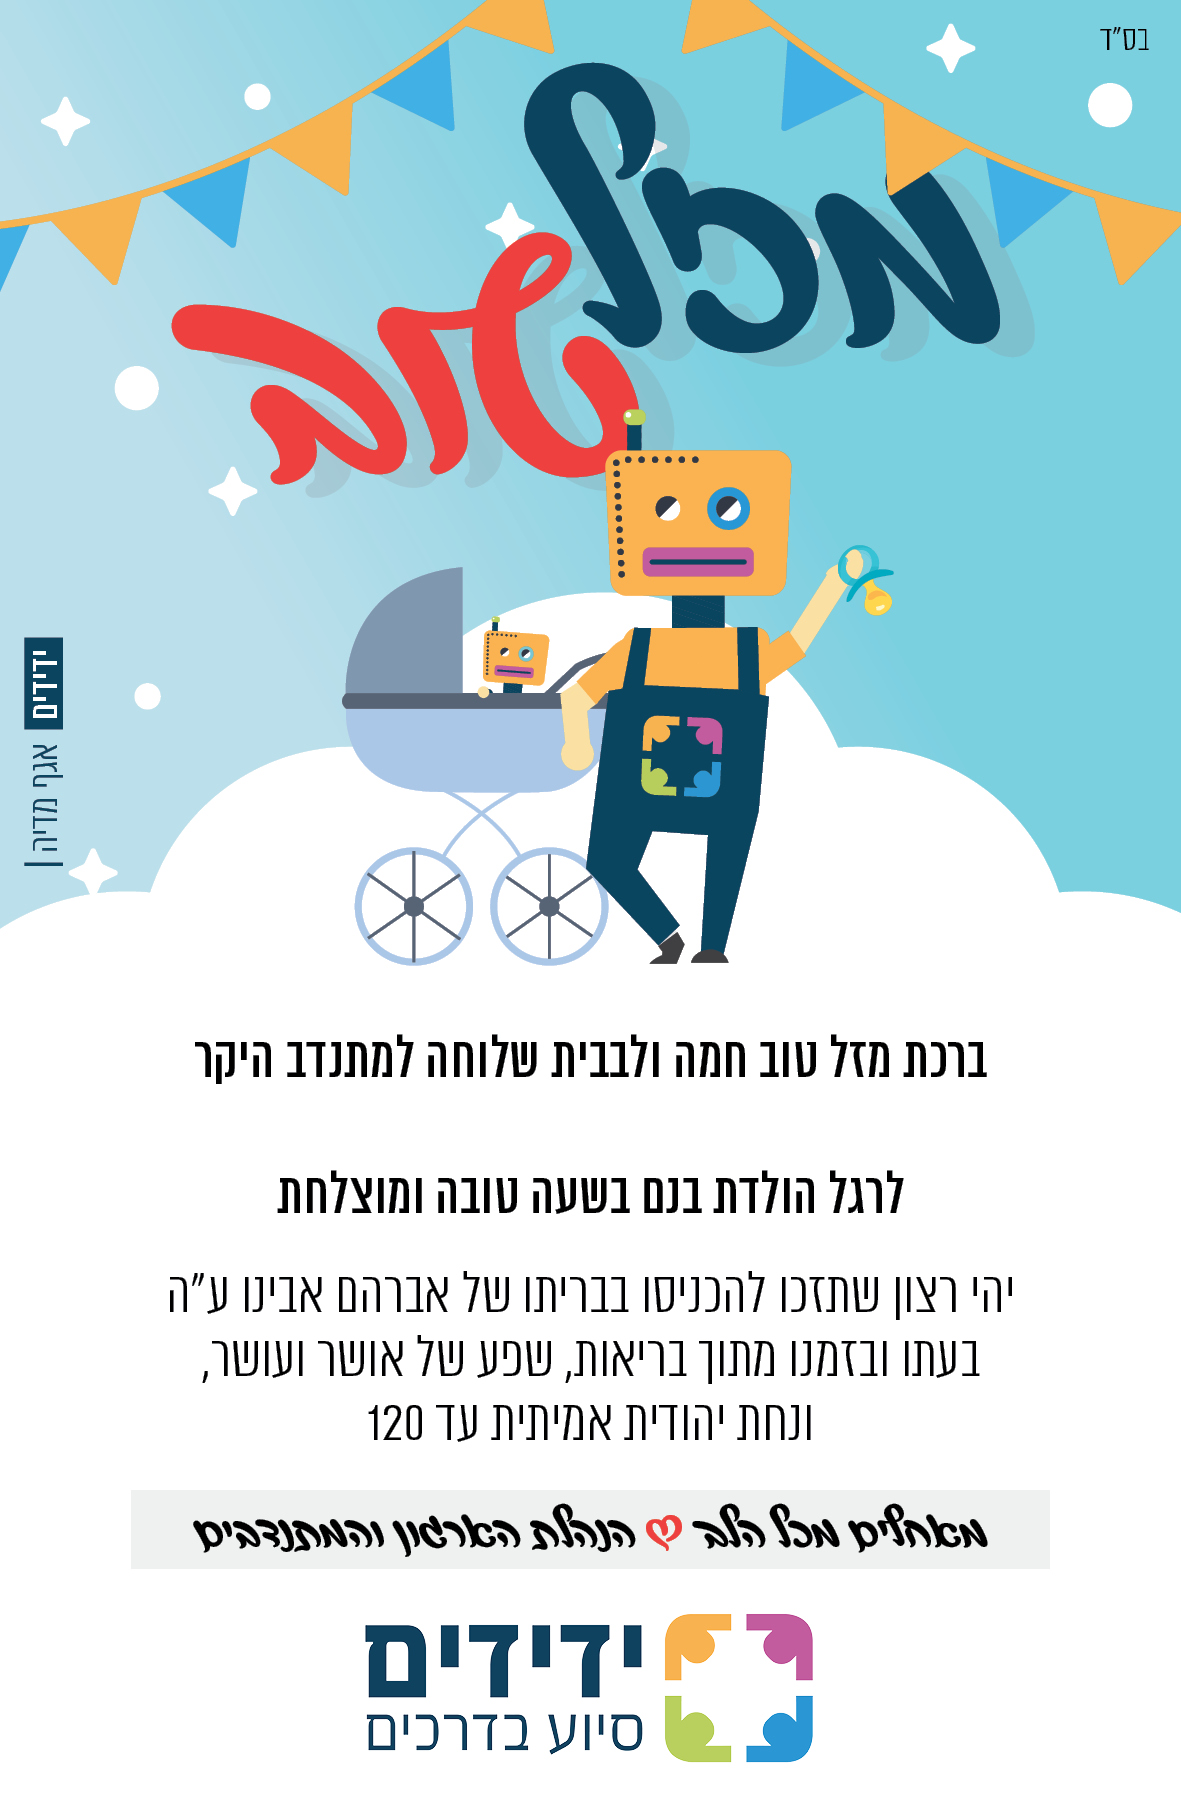 בס"ד
מזל
טוב
ידידים אגף מדיה
ברכת מזל טוב חמה ולבבית שלוחה למתנדב היקר
לרגל הולדת בנם בשעה טובה ומוצלחת
יהי רצון שתזכו להכניסו בבריתו של אברהם אבינו ע"ה
בעתו ובזמנו מתוך בריאות, שפע של אושר ועושר,
ונחת יהודית אמיתית עד 120
מאחלים מכל הלב הנהלת הארגון והמתנדבים
ידידים
סיוע בדרכים